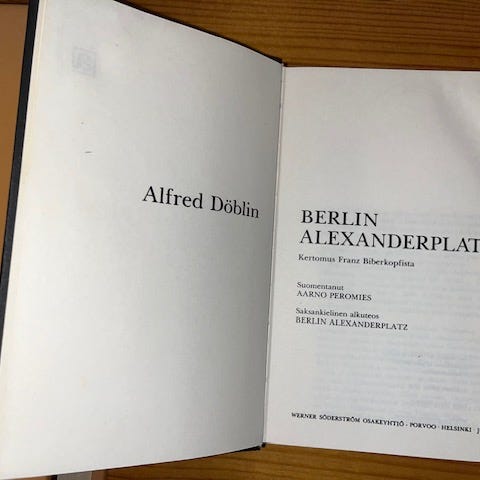 Alfred Döblin
BERLIN
ALEXANDERPLAT
Kertomus Franz Biberkopfista
Suomentanut
AARNO PEROMIES
Saksankielinen alkuteos
BERLIN ALEXANDERPLATZ
WERNER SÖDERSTRÖM OSAKEYHTIÖ · PORVOO · HELSINKI · J